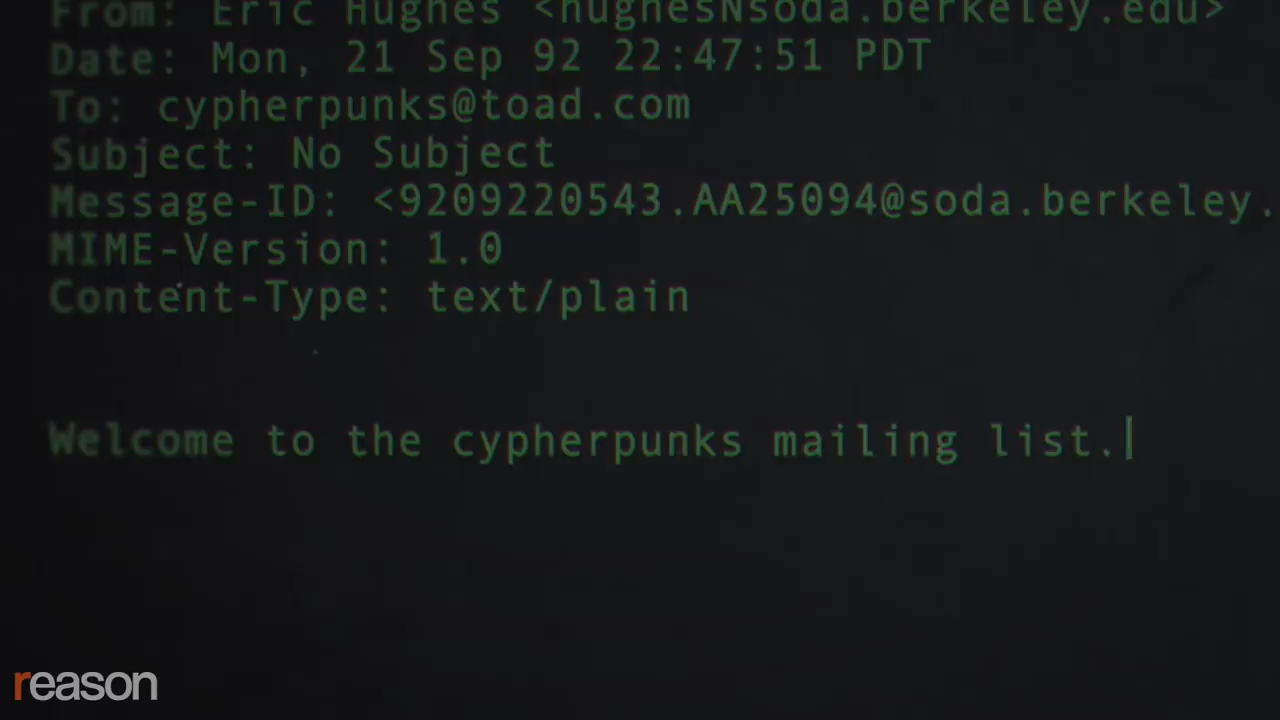 From: Eric Hughes <hughesNsoda.berkeley.edu>
Date: Mon, 21 Sep 92 22:47:51 PDT
To: cypherpunks@toad.com
Subject: No Subject
Message-ID: <9209220543.AA25094@soda.berkeley.
MIME-Version: 1.0
Content-Type: text/plain
Welcome to the cypherpunks mailing list.
reason